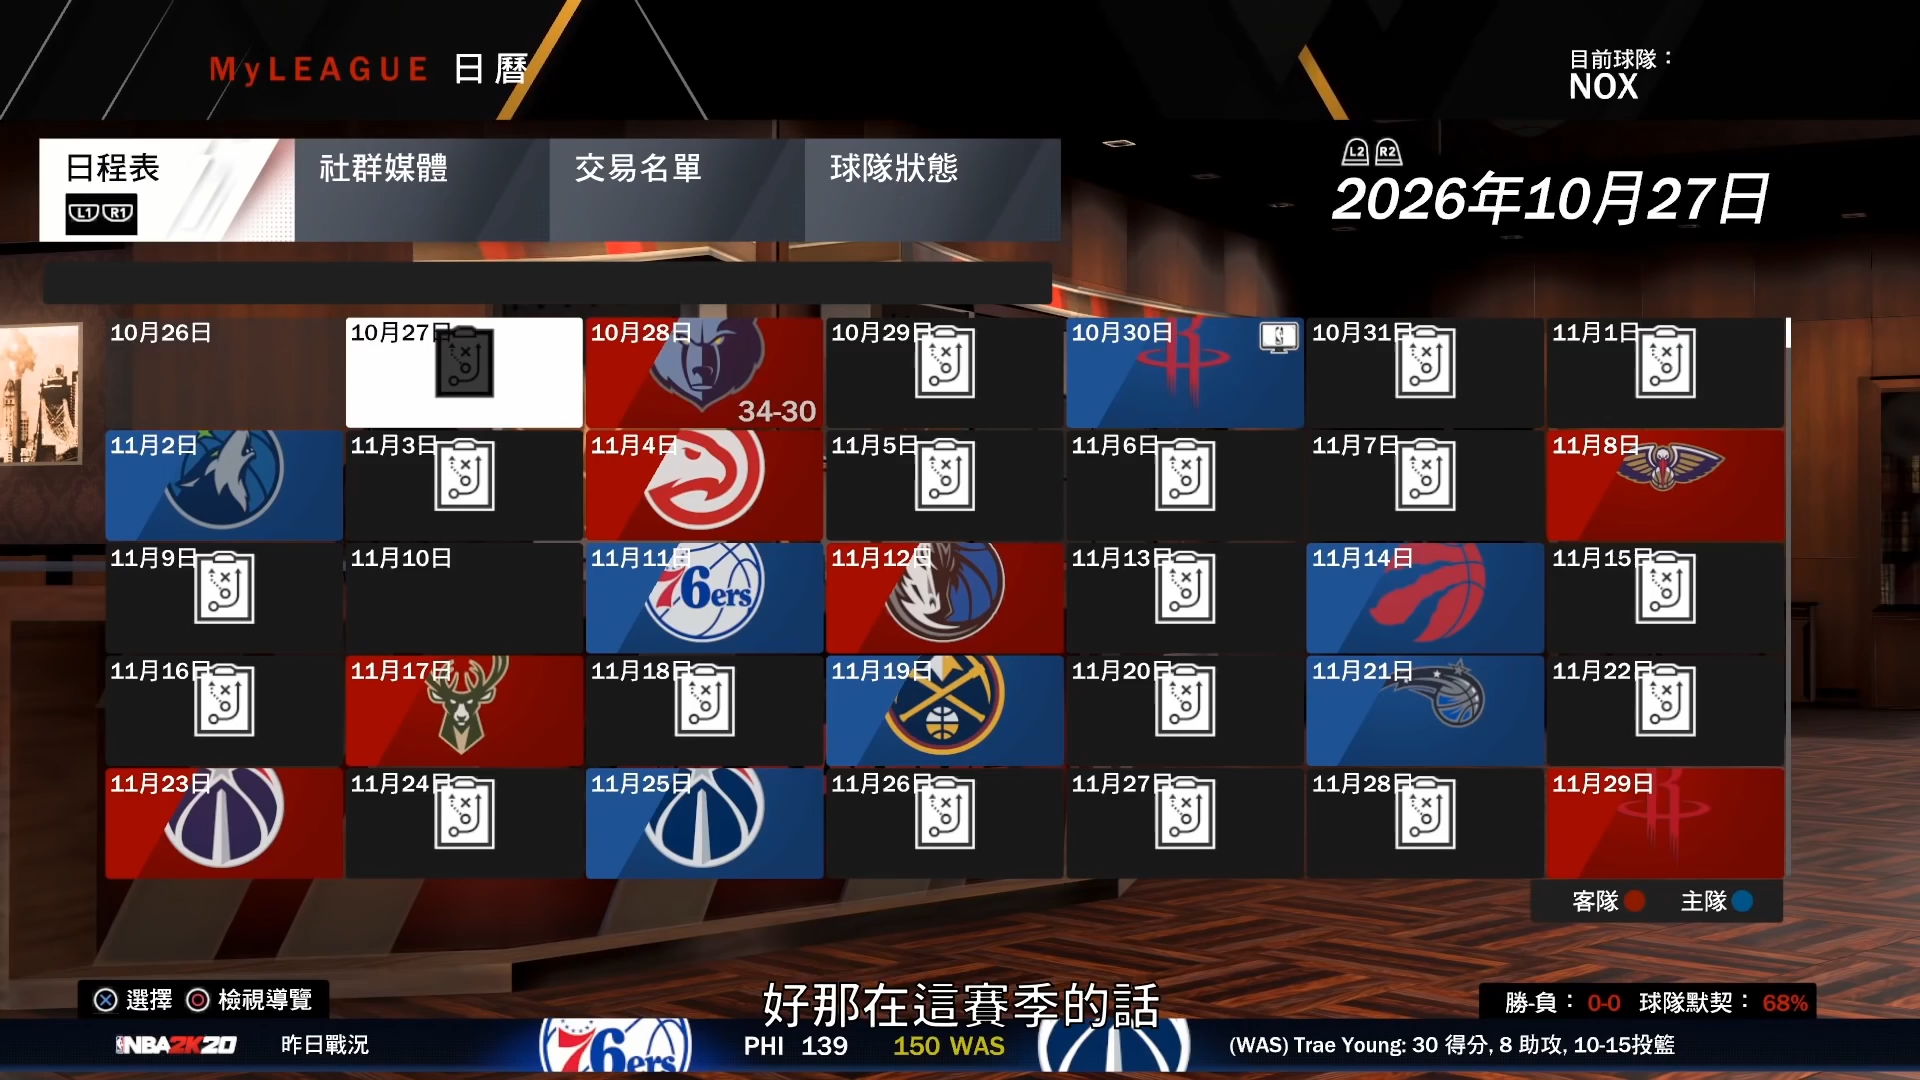 MyLEAGUE 日曆
目前球隊：
NOX
日程表
L1 R1
社群媒體
交易名單
球隊狀態
L2 R2
2026年10月27日
10月26日
10月27日
10月28日
34-30
10月29日
10月30日
10月31日
11月1日
11月2日
11月3日
11月4日
11月5日
11月6日
11月7日
11月8日
11月9日
11月10日
11月11日
76ers
11月12日
11月13日
11月14日
11月15日
11月16日
11月17日
11月18日
11月19日
11月20日
11月21日
11月22日
11月23日
11月24日
11月25日
11月26日
11月27日
11月28日
11月29日
客隊 主隊
選擇 檢視導覽
好那在這賽季的話
勝-負： 0-0 球隊默契： 68%
NBA2K20 昨日戰況 76ers PHI 139 150 WAS (WAS) Trae Young: 30 得分, 8 助攻, 10-15投籃